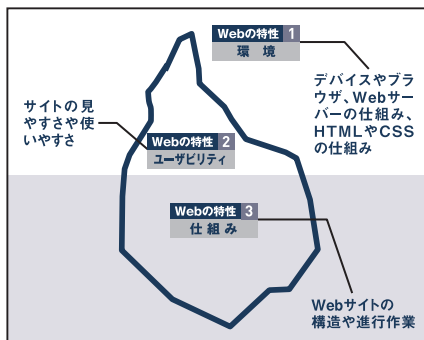 Webの特性 1
環境
デバイスやブラ
ウザ、Webサー
バーの仕組み、
HTMLやCSS
の仕組み
サイトの見
やすさや使
いやすさ
Webの特性 2
ユーザビリティ
Webの特性 3
仕組み
Webサイトの
構造や進行作業